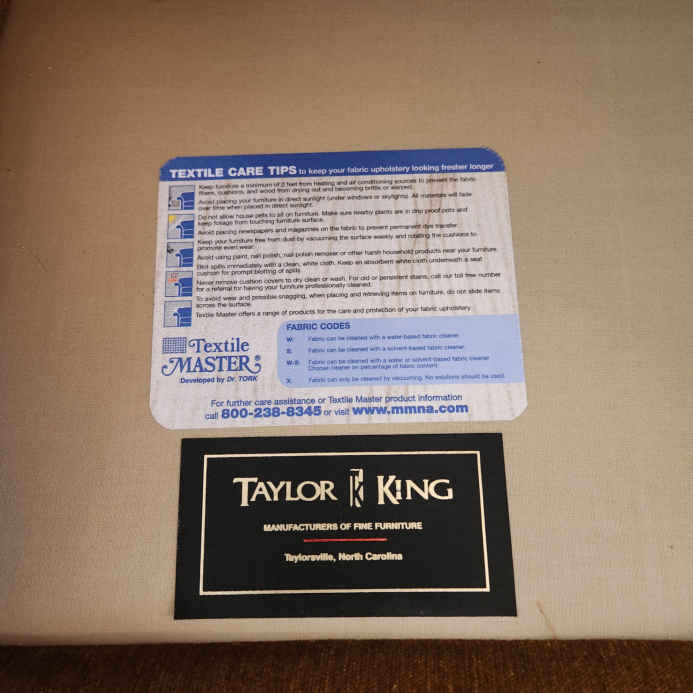 TEXTILE CARE TIPS to keep your fabric upholstery looking fresher longer
Keep furniture a minimum of 2 feet from heating and air conditioning sources to prevent the fabric
fibers, cushions, and wood from drying out and becoming brittle or warped.
Avoid placing your furniture in direct sunlight (under windows or skylights). All materials will fade
over time when placed in direct sunlight.
Do not allow house pets to sit on furniture. Make sure nearby plants are in drip proof pots and
keep foliage from touching furniture surface.
Avoid placing newspapers and magazines on the fabric to prevent permanent dye transfer.
Keep your furniture free from dust by vacuuming the surface weekly and rotating the cushions to
promote even wear.
Avoid using paint, nail polish, nail polish remover or other harsh household products near your furniture.
Blot spills immediately with a clean, white cloth. Keep an absorbent white cloth underneath a seat
cushion for prompt blotting of spills
Never remove cushion covers to dry clean or wash. For old or persistent stains, call our toll free number
for a referral for having your furniture professionally cleaned.
To avoid wear and possible snagging, when placing and retrieving items on furniture, do not slide items
across the surface.
Textile Master offers a range of products for the care and protection of your fabric upholstery.
FABRIC CODES
W: Fabric can be cleaned with a water-based fabric cleaner.
S: Fabric can be cleaned with a solvent-based fabric cleaner.
W-S: Fabric can be cleaned with a water or solvent-based fabric cleaner
Choose cleaner on percentage of fabric content
X: Fabric can only be cleaned by vacuuming. No solutions should be used.
Textile
MASTER®
Developed by Dr. TORK
For further care assistance or Textile Master product information
call 800-238-8345 or visit www.mmna.com
TAYLOR KING
MANUFACTURERS OF FINE FURNITURE
Taylorsville, North Carolina